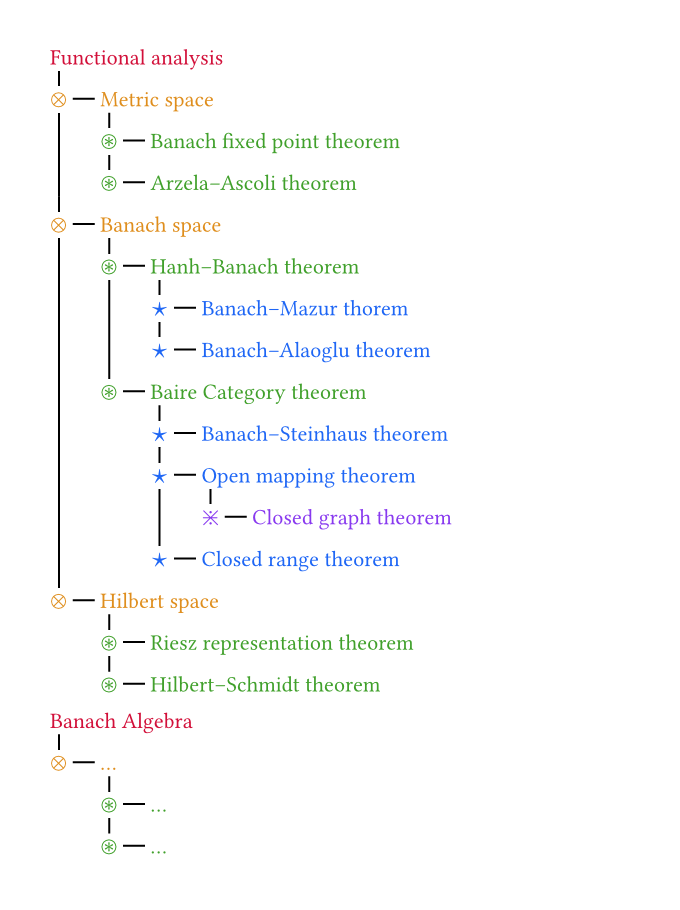 Functional analysis
Metric space
Banach fixed point theorem
Arzela–Ascoli theorem
Banach space
Hanh–Banach theorem
Banach–Mazur thorem
Banach–Alaoglu theorem
Baire Category theorem
Banach–Steinhaus theorem
Open mapping theorem
Closed graph theorem
Closed range theorem
Hilbert space
Riesz representation theorem
Hilbert–Schmidt theorem
Banach Algebra
...
...
...